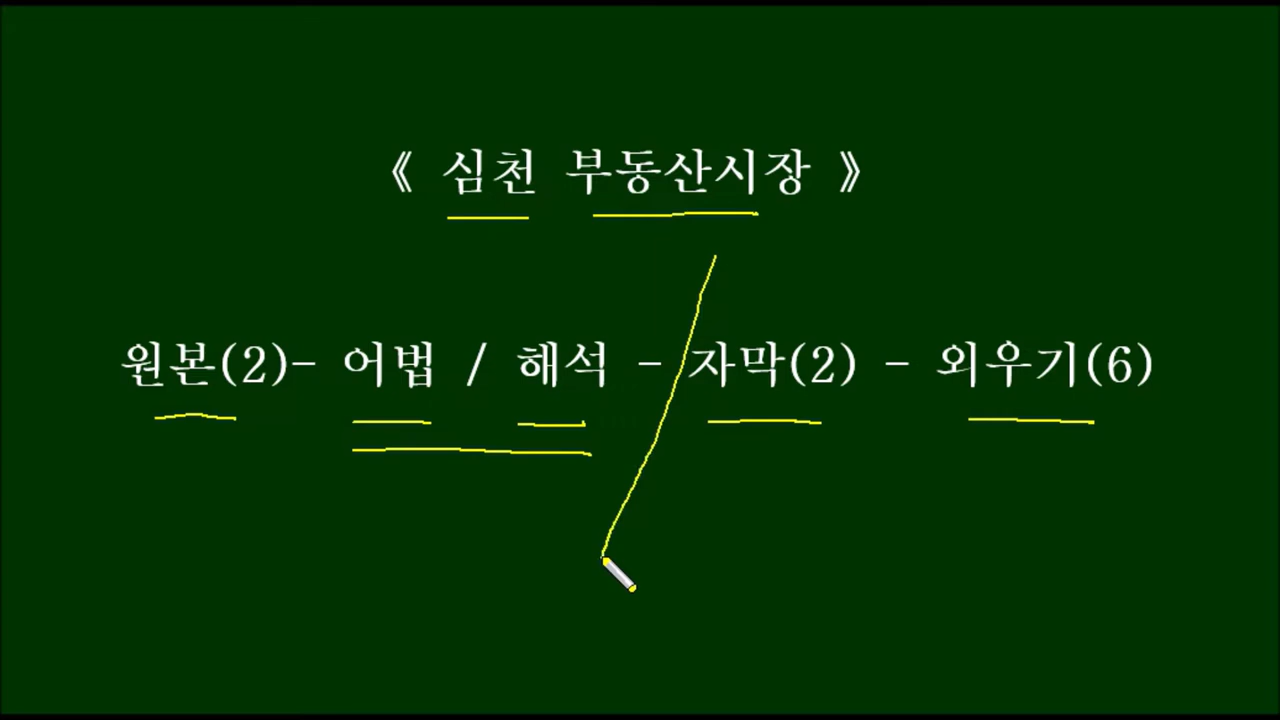 《 심천 부동산시장 》
원본(2)- 어법 / 해석 - 자막(2) - 외우기(6)